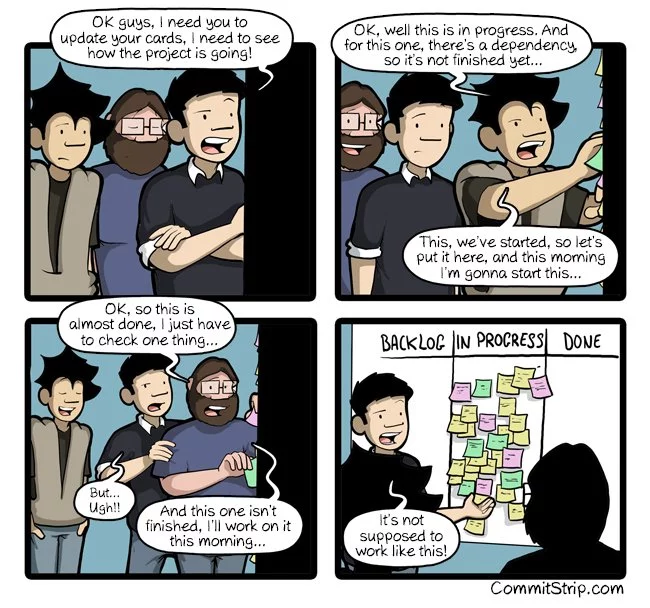 OK guys, I need you to
update your cards, I need to see
how the project is going!
OK, well this is in progress. And
for this one, there's a dependency,
so it's not finished yet...
This, we've started, so let's
put it here, and this morning
I'm gonna start this...
OK, so this is
almost done, I just have
to check one thing...
But...
Ugh!!
And this one isn't
finished, I'll work on it
this morning...
BACKLOG IN PROGRESS DONE
It's not
supposed to
work like this!
CommitStrip.com